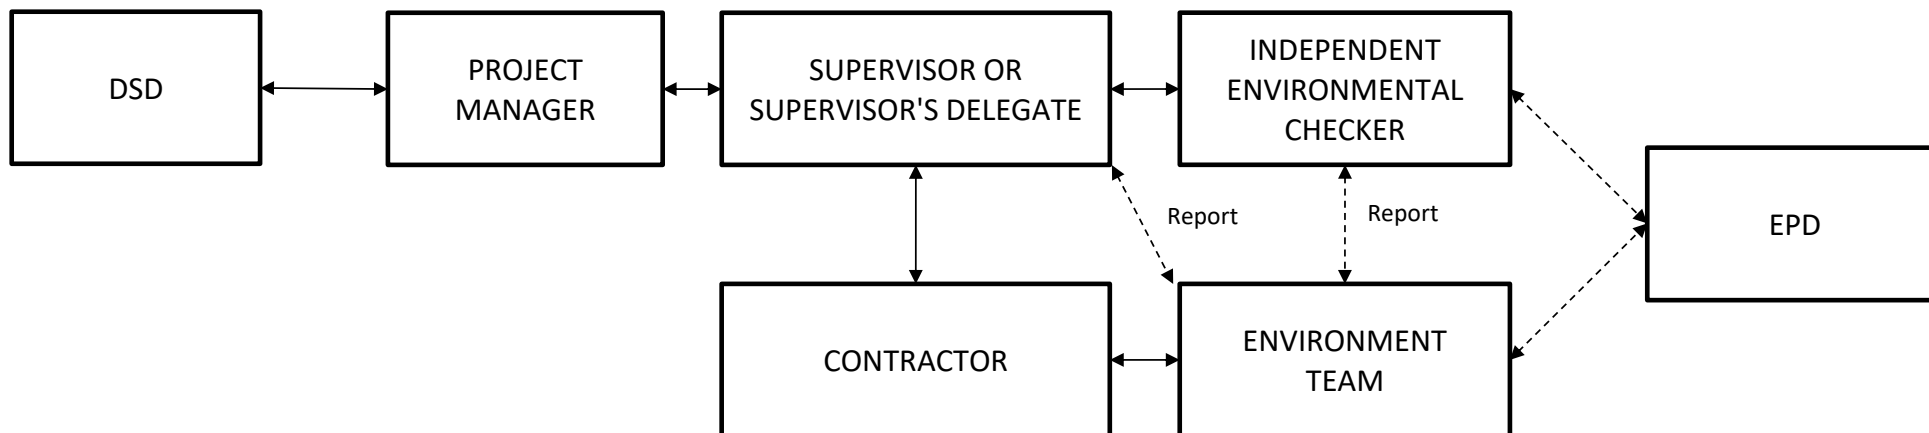 DSD
PROJECT
MANAGER
SUPERVISOR OR
SUPERVISOR'S DELEGATE
INDEPENDENT
ENVIRONMENTAL
CHECKER
Report
Report
EPD
CONTRACTOR
ENVIRONMENT
TEAM